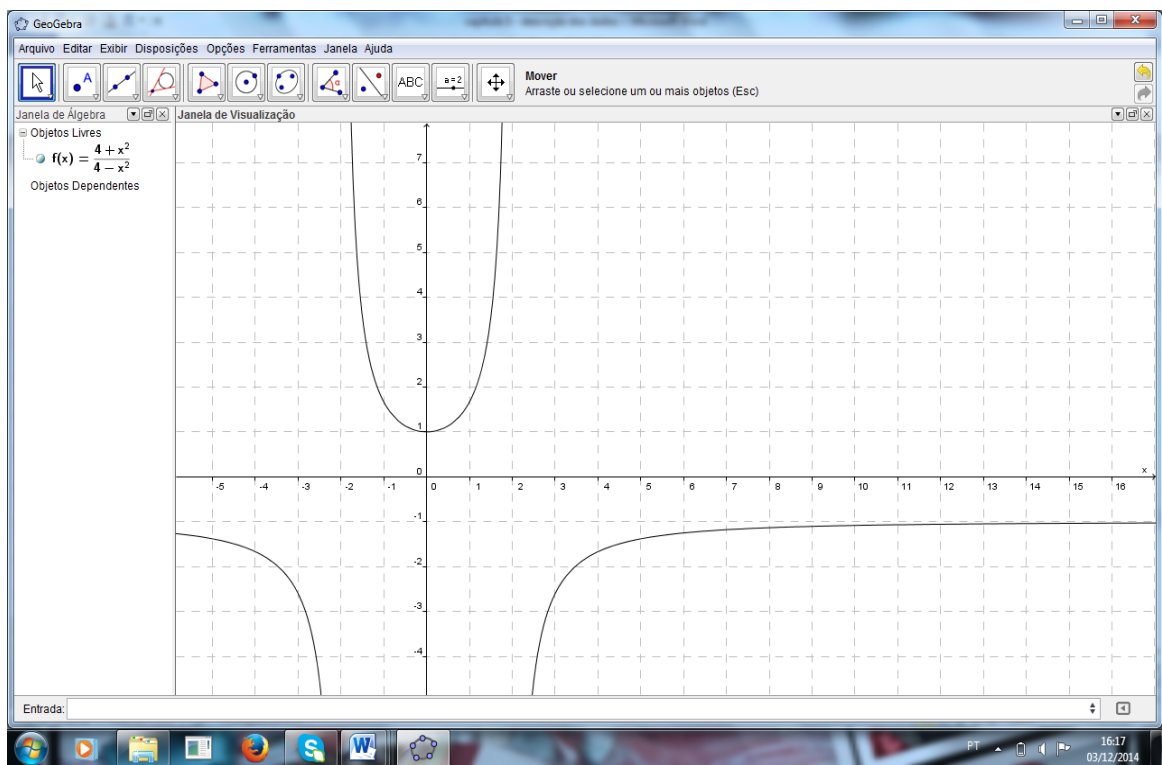 GeoGebra
Arquivo Editar Exibir Disposições Opções Ferramentas Janela Ajuda
A
α
ABC
a=2
Mover
Arraste ou selecione um ou mais objetos (Esc)
Janela de Álgebra
Janela de Visualização
Objetos Livres
f(x) = (4 + x²)/(4 − x²)
Objetos Dependentes
7
6
5
4
3
2
1
0
x
-5 -4 -3 -2 -1 0 1 2 3 4 5 6 7 8 9 10 11 12 13 14 15 16
-1
-2
-3
-4
Entrada:
S
W
PT
16:17
03/12/2014